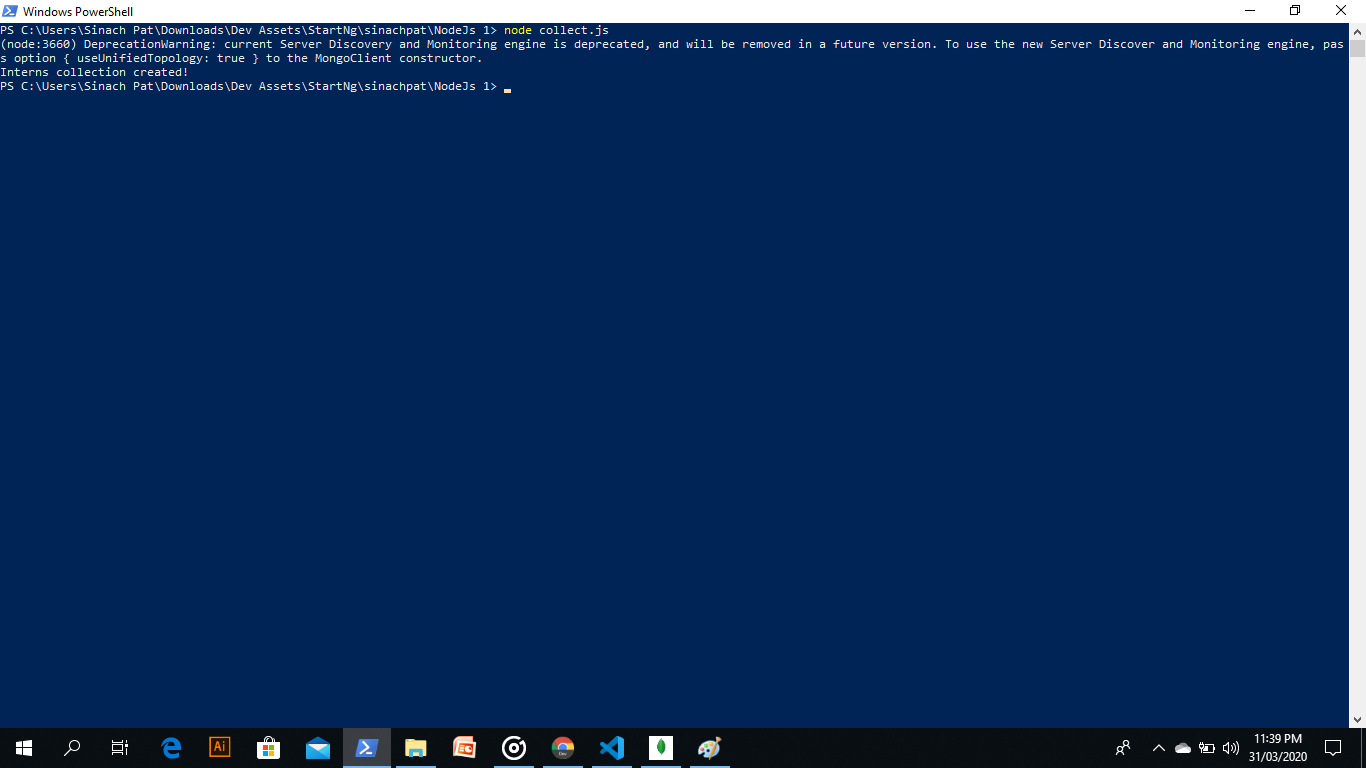 Windows PowerShell
PS C:\Users\Sinach Pat\Downloads\Dev Assets\StartNg\sinachpat\NodeJs 1> node collect.js
(node:3660) DeprecationWarning: current Server Discovery and Monitoring engine is deprecated, and will be removed in a future version. To use the new Server Discover and Monitoring engine, pas
s option { useUnifiedTopology: true } to the MongoClient constructor.
Interns collection created!
PS C:\Users\Sinach Pat\Downloads\Dev Assets\StartNg\sinachpat\NodeJs 1>
Ai
Dev
11:39 PM
31/03/2020